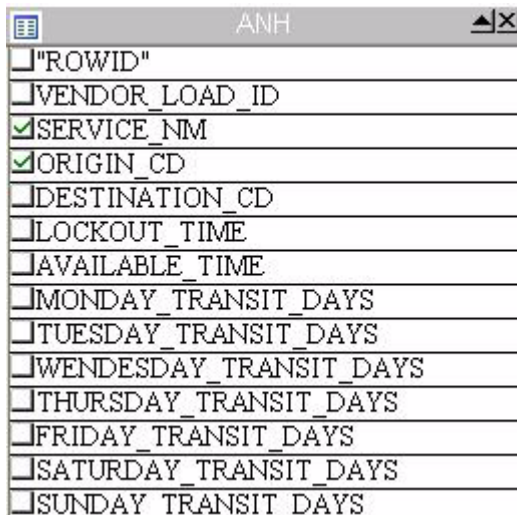 ANH
"ROWID"
VENDOR_LOAD_ID
SERVICE_NM
ORIGIN_CD
DESTINATION_CD
LOCKOUT_TIME
AVAILABLE_TIME
MONDAY_TRANSIT_DAYS
TUESDAY_TRANSIT_DAYS
WENDESDAY_TRANSIT_DAYS
THURSDAY_TRANSIT_DAYS
FRIDAY_TRANSIT_DAYS
SATURDAY_TRANSIT_DAYS
SUNDAY_TRANSIT_DAYS